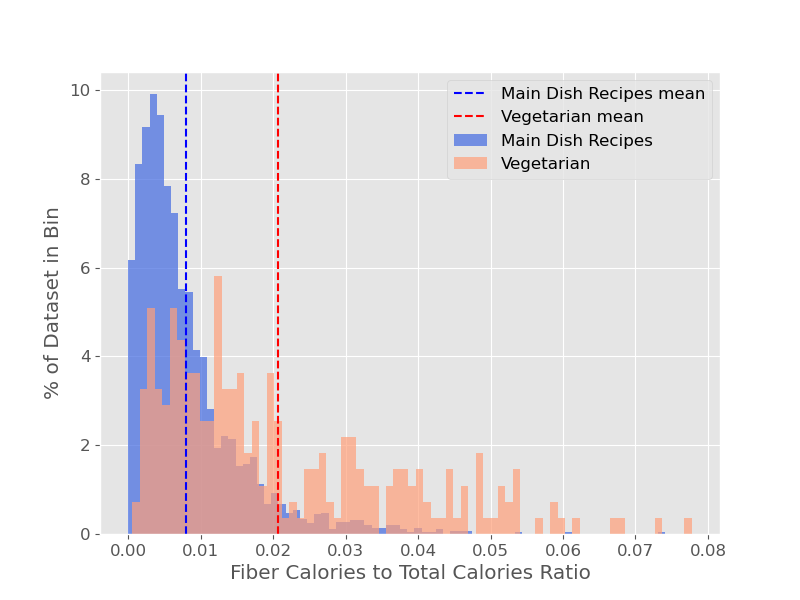 Main Dish Recipes mean
Vegetarian mean
Main Dish Recipes
Vegetarian
% of Dataset in Bin
10
8
6
4
2
0
0.00 0.01 0.02 0.03 0.04 0.05 0.06 0.07 0.08
Fiber Calories to Total Calories Ratio